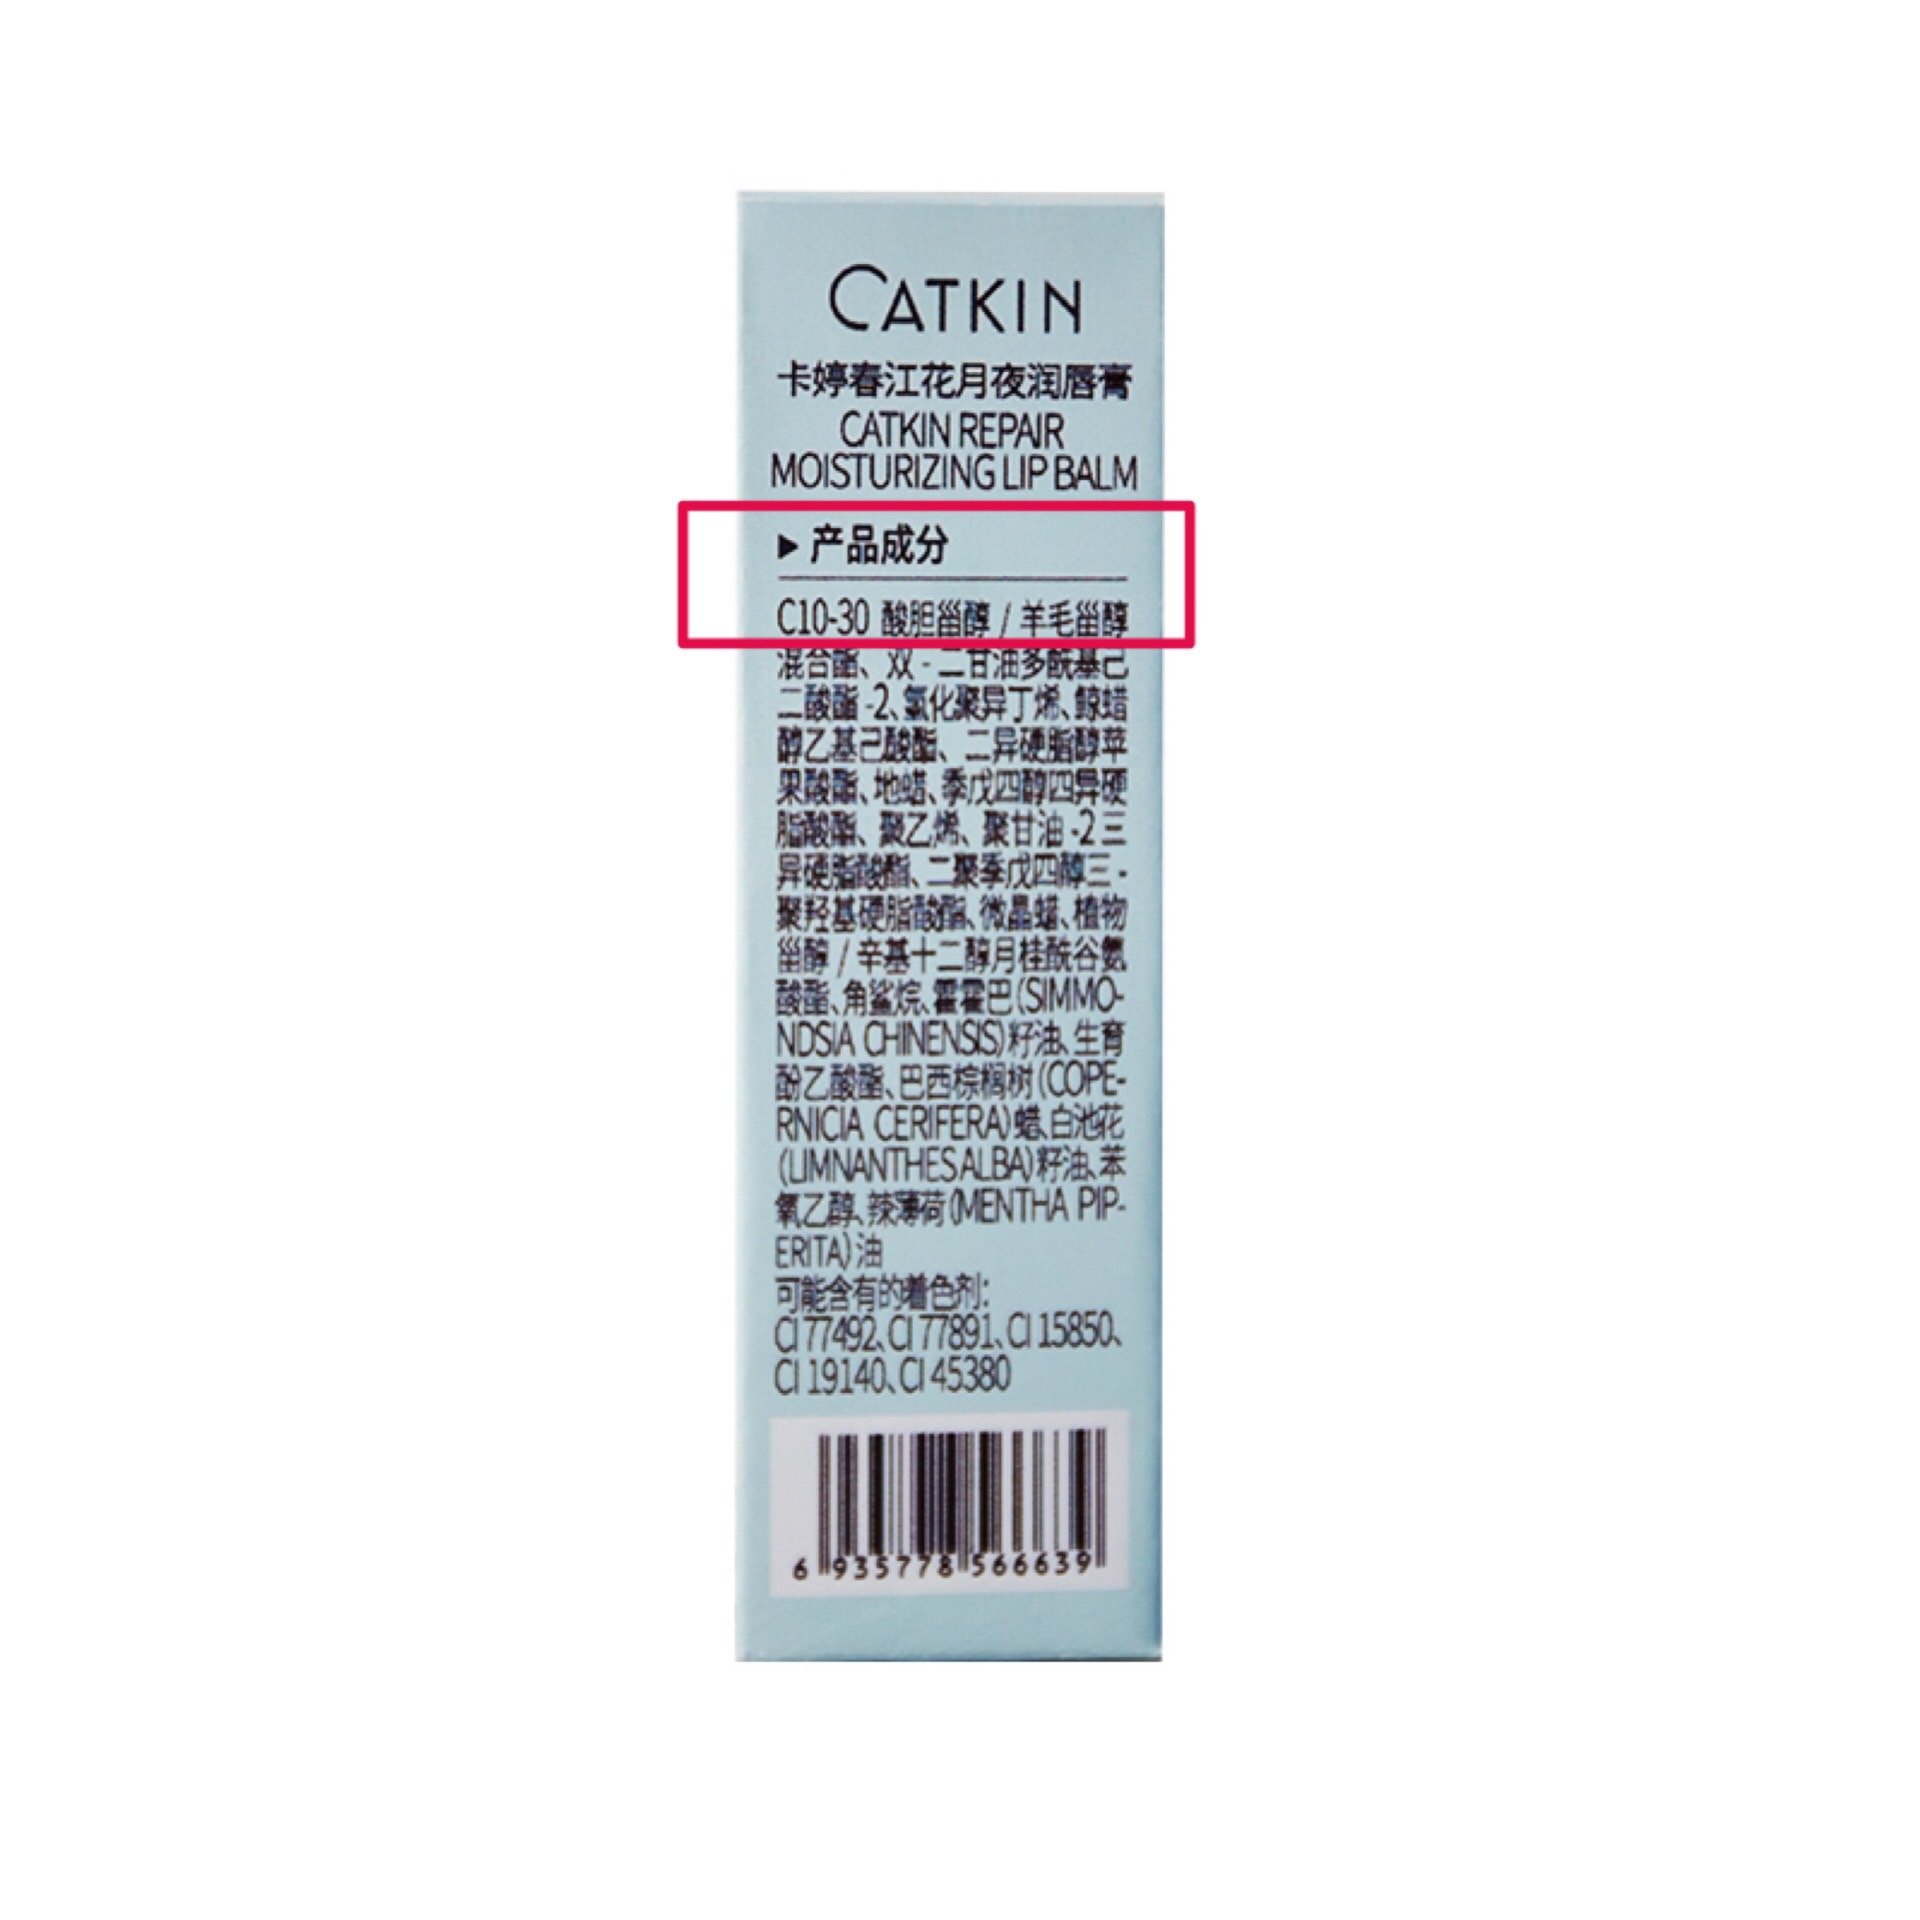 CATKIN
卡婷春江花月夜润唇膏
CATKIN REPAIR
MOISTURIZING LIP BALM
▶ 产品成分
C10-30 酸胆甾醇 / 羊毛甾醇
混合酯、双 - 二甘油多酰基己
二酸酯 -2、氢化聚异丁烯、鲸蜡
醇乙基己酸酯、二异硬脂醇苹
果酸酯、地蜡、季戊四醇四异硬
脂酸酯、聚乙烯、聚甘油 -2 三
异硬脂酸酯、二聚季戊四醇三 -
聚羟基硬脂酸酯、微晶蜡、植物
甾醇 / 辛基十二醇月桂酰谷氨
酸酯、角鲨烷、霍霍巴 (SIMMO-
NDSIA CHINENSIS) 籽油、生育
酚乙酸酯、巴西棕榈树 (COPE-
RNICIA CERIFERA) 蜡、白池花
(LIMNANTHES ALBA) 籽油、苯
氧乙醇、辣薄荷 (MENTHA PIP-
ERITA) 油
可能含有的着色剂:
CI 77492、CI 77891、CI 15850、
CI 19140、CI 45380
6 935778 566639